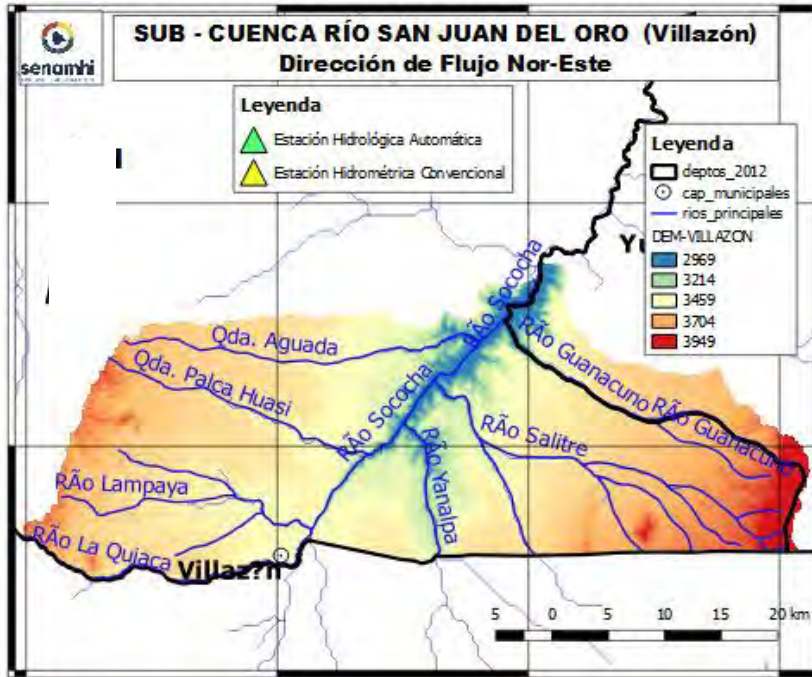 senamhi
SUB - CUENCA RÍO SAN JUAN DEL ORO (Villazón)
Dirección de Flujo Nor-Este
Leyenda
Estación Hidrológica Automática
Estación Hidrométrica Convencional
Leyenda
deptos_2012
cap_municipales
rios_principales
DEM-VILLAZON
2969
3214
3459
3704
3949
Yu
RÃo Sococha
Qda. Aguada
Qda. Palca Huasi
RÃo Sococha
RÃo Guanacuno
RÃo Guanacuno
RÃo Salitre
RÃo Yanalpa
RÃo Lampaya
RÃo La Quiaca
Villaz?n
5 0 5 10 15 20 km